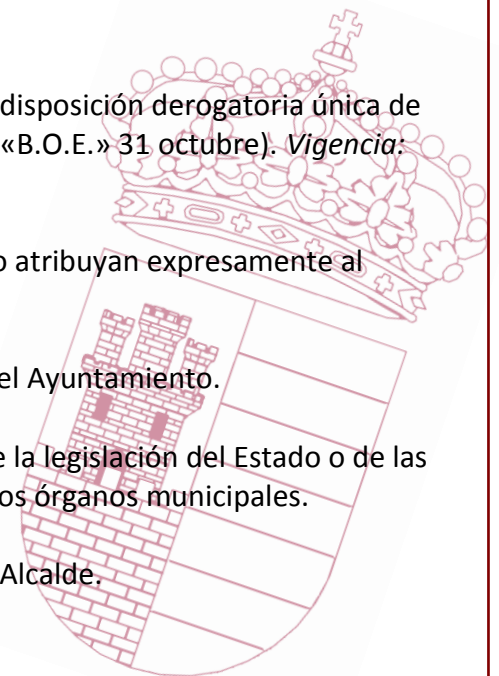 disposición derogatoria única de
«B.O.E.» 31 octubre). Vigencia:
atribuyan expresamente al
el Ayuntamiento.
la legislación del Estado o de las
os órganos municipales.
Alcalde.